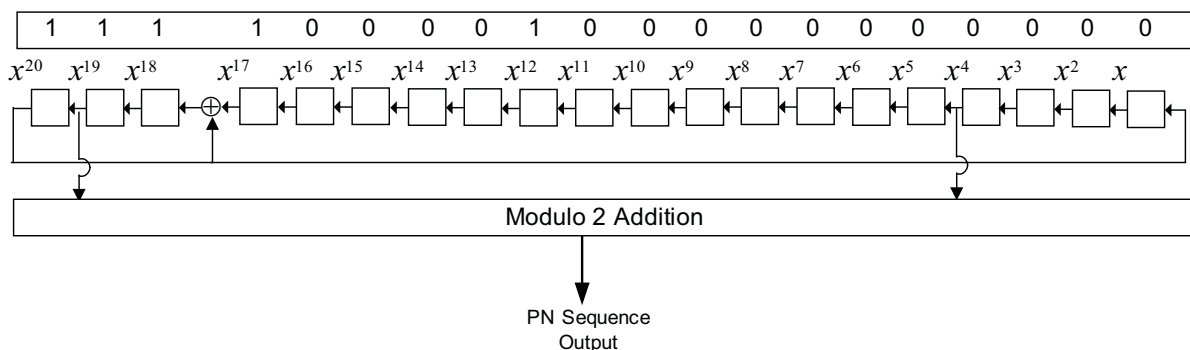 1 1 1 1 0 0 0 0 1 0 0 0 0 0 0 0 0 0 0 0
x²⁰ x¹⁹ x¹⁸ x¹⁷ x¹⁶ x¹⁵ x¹⁴ x¹³ x¹² x¹¹ x¹⁰ x⁹ x⁸ x⁷ x⁶ x⁵ x⁴ x³ x² x
Modulo 2 Addition
PN Sequence
Output